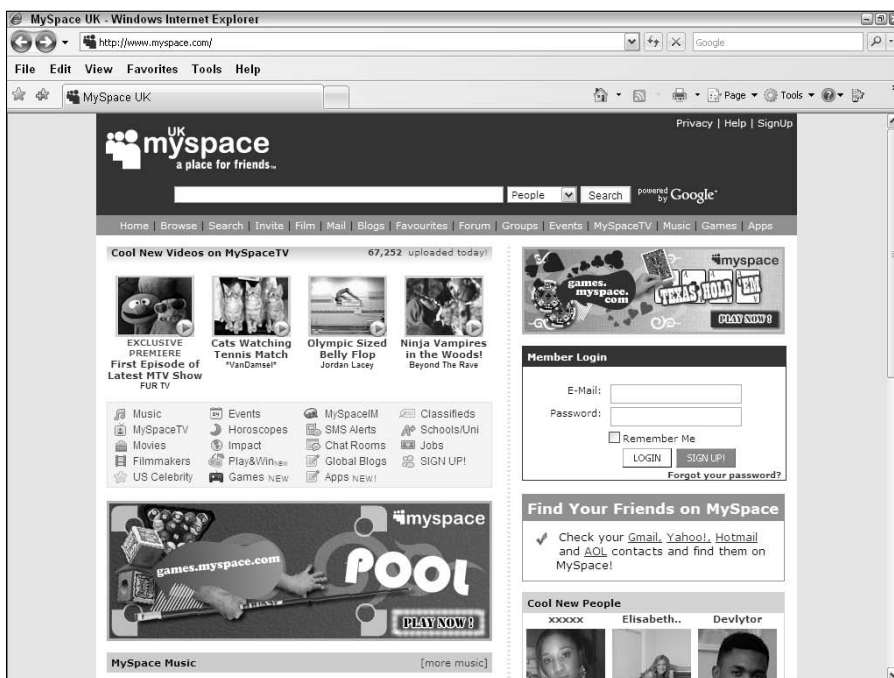 MySpace UK - Windows Internet Explorer
http://www.myspace.com/
Google
File Edit View Favorites Tools Help
MySpace UK
Page Tools
Privacy | Help | SignUp
UK
myspace
a place for friends
People Search powered by Google
Home | Browse | Search | Invite | Film | Mail | Blogs | Favourites | Forum | Groups | Events | MySpaceTV | Music | Games | Apps
Cool New Videos on MySpaceTV 67,252 uploaded today!
EXCLUSIVE
PREMIERE
First Episode of
Latest MTV Show
FUR TV
Cats Watching
Tennis Match
*VanDamsel*
Olympic Sized
Belly Flop
Jordan Lacey
Ninja Vampires
in the Woods!
Beyond The Rave
Music Events MySpaceIM Classifieds
MySpaceTV Horoscopes SMS Alerts Schools/Uni
Movies Impact Chat Rooms Jobs
Filmmakers Play&Win NEW Global Blogs SIGN UP!
US Celebrity Games NEW Apps NEW!
myspace
games.myspace.com
POOL
PLAY NOW!
MySpace Music [more music]
myspace
games.
myspace.
com
TEXAS HOLD 'EM
PLAY NOW!
Member Login
E-Mail:
Password:
Remember Me
LOGIN SIGN UP!
Forgot your password?
Find Your Friends on MySpace
Check your Gmail, Yahoo!, Hotmail
and AOL contacts and find them on
MySpace!
Cool New People
xxxxx Elisabeth.. Devlytor